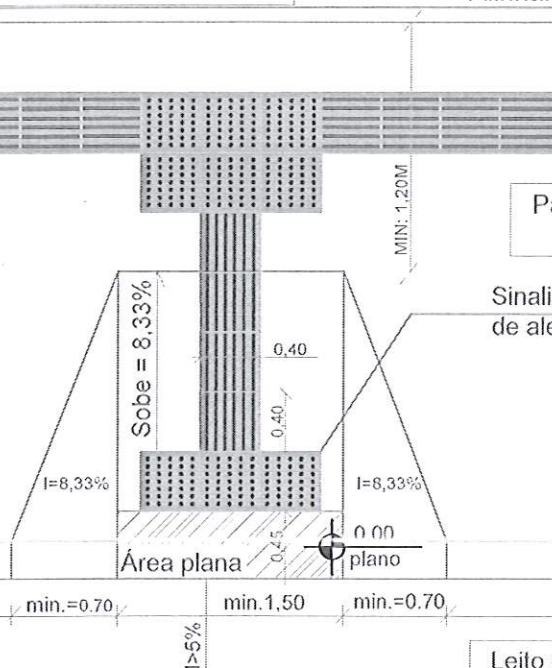 MIN: 1,20M
Pa
Sinali
de ale
Sobe = 8,33%
0,40
0,40
I=8,33%
I=8,33%
0.00
plano
Área plana
0,45
min.=0.70
min.1,50
min.=0.70
I>5%
Leito